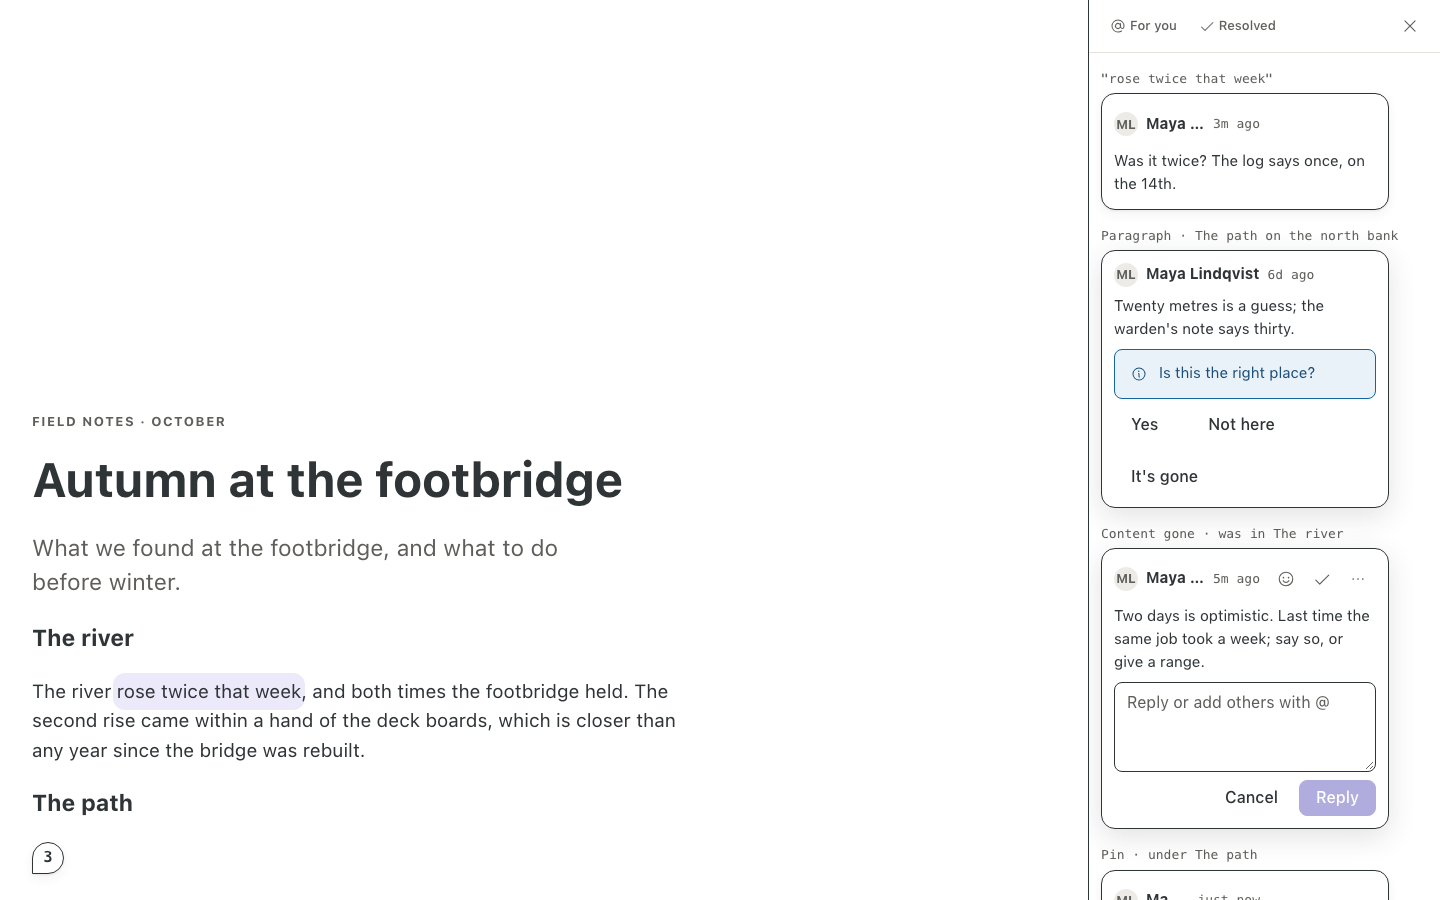 FIELD NOTES · OCTOBER
Autumn at the footbridge
What we found at the footbridge, and what to do
before winter.
The river
The river rose twice that week, and both times the footbridge held. The
second rise came within a hand of the deck boards, which is closer than
any year since the bridge was rebuilt.
The path
3
For you
Resolved
"rose twice that week"
ML Maya ... 3m ago
Was it twice? The log says once, on
the 14th.
Paragraph · The path on the north bank
ML Maya Lindqvist 6d ago
Twenty metres is a guess; the
warden's note says thirty.
Is this the right place?
Yes
Not here
It's gone
Content gone · was in The river
ML Maya ... 5m ago
Two days is optimistic. Last time the
same job took a week; say so, or
give a range.
Reply or add others with @
Cancel
Reply
Pin · under The path
ML Ma... just now